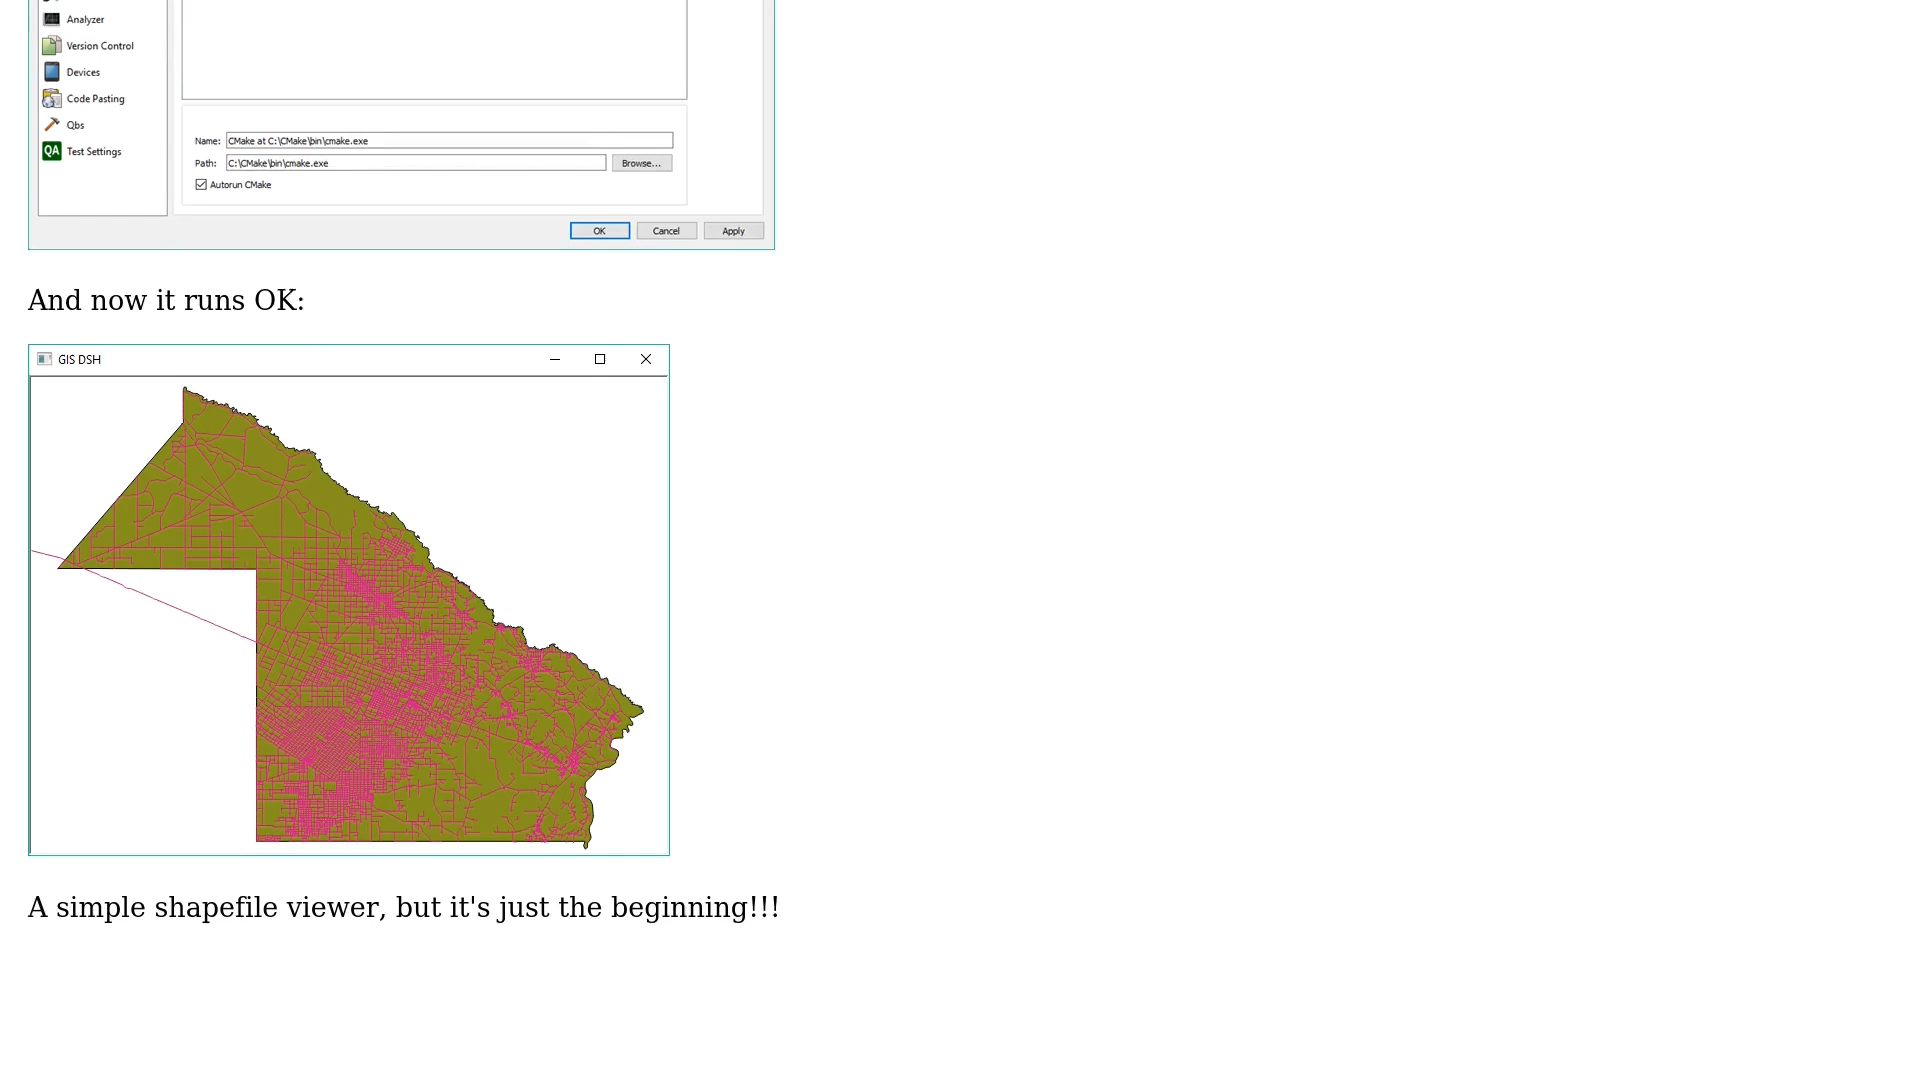 Analyzer
Version Control
Devices
Code Pasting
Qbs
QA Test Settings
Name: CMake at C:\CMake\bin\cmake.exe
Path: C:\CMake\bin\cmake.exe Browse...
Autorun CMake
OK Cancel Apply
And now it runs OK:
GIS DSH
A simple shapefile viewer, but it's just the beginning!!!